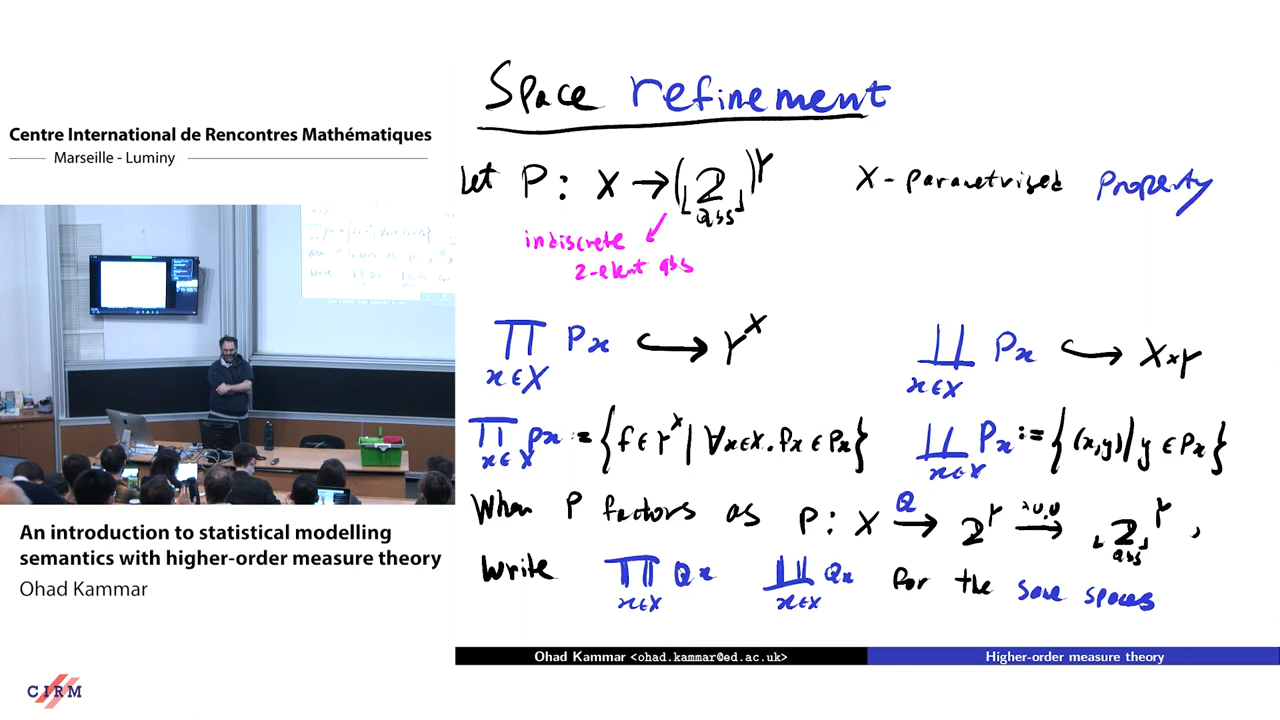 Centre International de Rencontres Mathématiques
Marseille - Luminy
An introduction to statistical modelling
semantics with higher-order measure theory
Ohad Kammar
CIRM
Space refinement
Let P : X → (⌞2⌟)^Y X-parametrised Property
Qbs
indiscrete
2-elent qbs
∏ Px ↪ Y^X ∐ Px ↪ X×Y
x∈X x∈X
∏ Px := {f ∈ Y^X | ∀x∈X. fx ∈ Px} ∐ Px := {(x,y) | y ∈ Px}
x∈X x∈X
When P factors as P : X →^Q 2^Y →^{λυ.υ} ⌞2⌟^Y,
Qbs
Write ∏ Qx ∐ Qx for the same spaces
x∈X x∈X
Ohad Kammar <ohad.kammar@ed.ac.uk> Higher-order measure theory